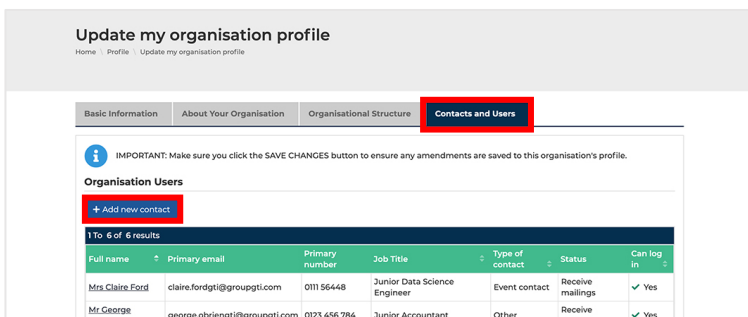 Update my organisation profile
Home \ Profile \ Update my organisation profile
Basic Information About Your Organisation Organisational Structure Contacts and Users
IMPORTANT: Make sure you click the SAVE CHANGES button to ensure any amendments are saved to this organisation's profile.
Organisation Users
+ Add new contact
1 To 6 of 6 results
Full name Primary email Primary number Job Title Type of contact Status Can log in
Mrs Claire Ford claire.fordgti@groupgti.com 0111 56448 Junior Data Science Engineer Event contact Receive mailings Yes
Mr George george.obriengti@groupgti.com 0123 456 784 Junior Accountant Other Receive Yes